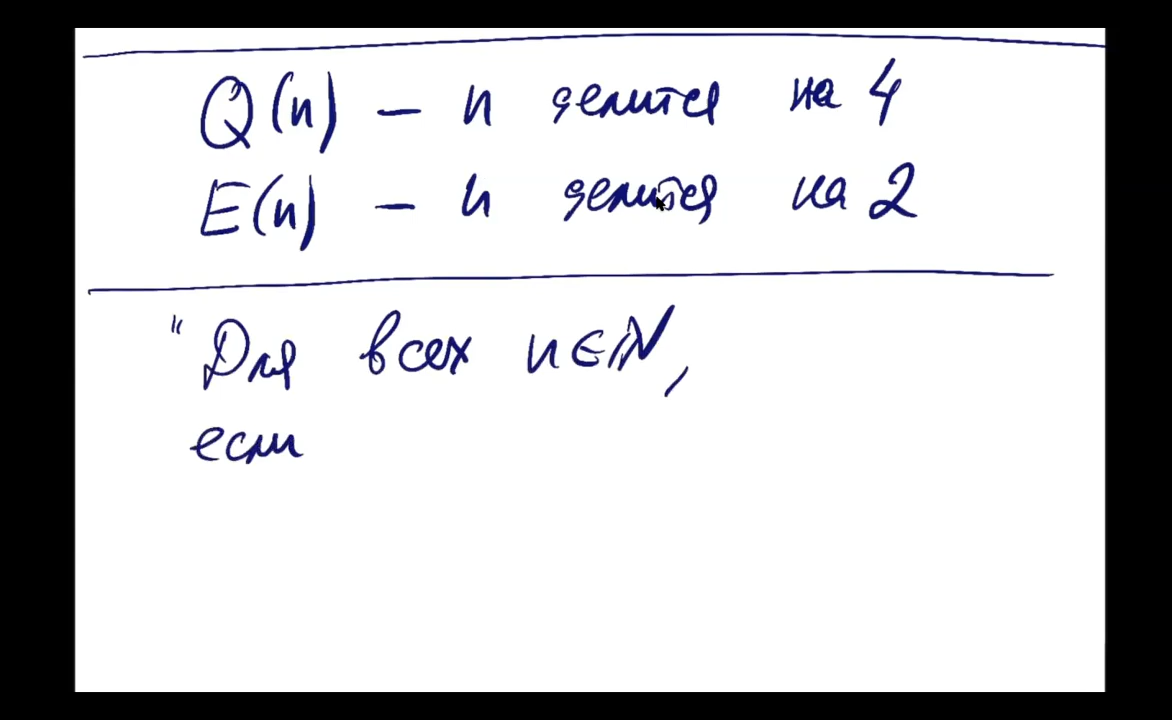 Q(n) – n делится на 4
E(n) – n делится на 2
"Для всех n∈ℕ,
если